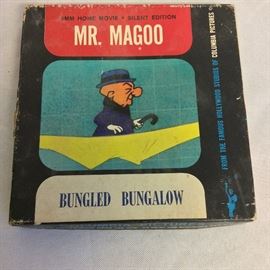 8MM HOME MOVIE • SILENT EDITION
MR. MAGOO
BUNGLED BUNGALOW
FROM THE FAMOUS HOLLYWOOD STUDIOS OF COLUMBIA PICTURES